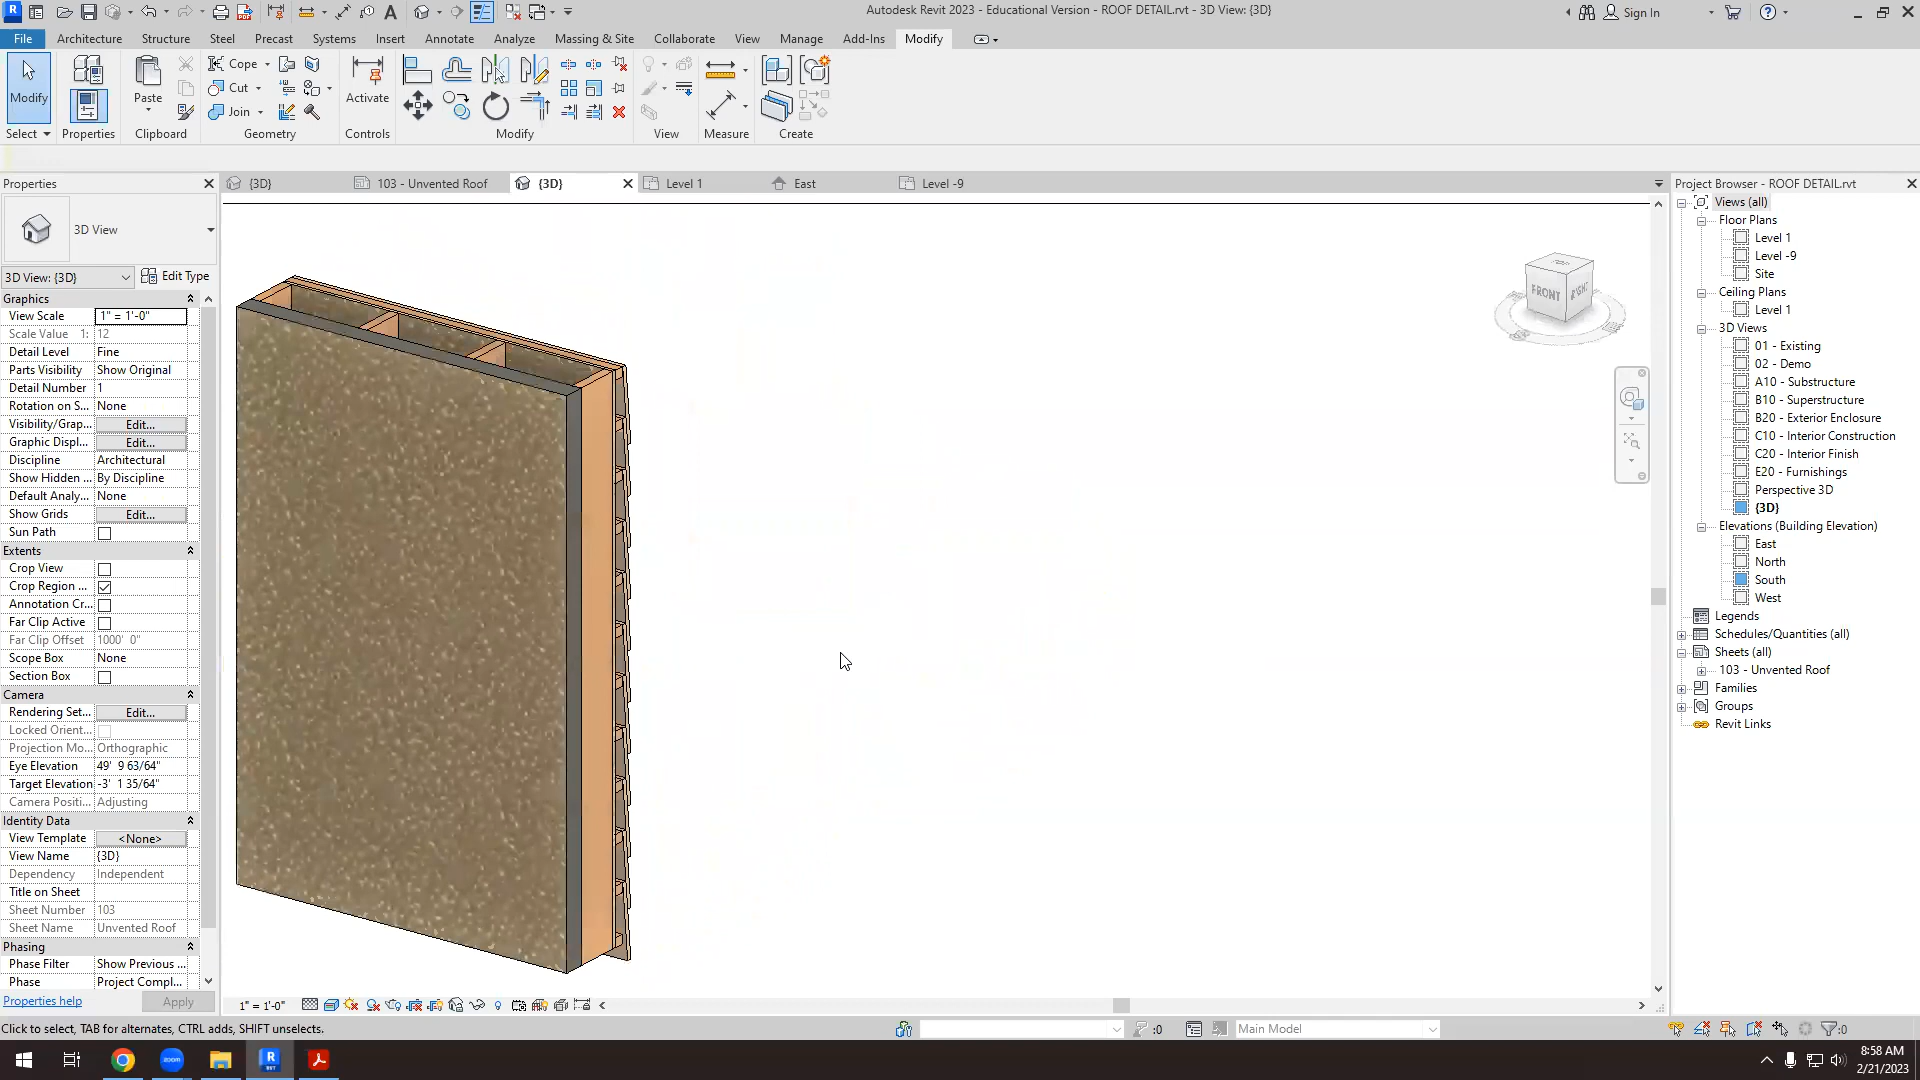 Autodesk Revit 2023 - Educational Version - ROOF DETAIL.rvt - 3D View: {3D}
Sign In
File Architecture Structure Steel Precast Systems Insert Annotate Analyze Massing & Site Collaborate View Manage Add-Ins Modify
Modify
Select
Properties
Paste
Clipboard
Cope
Cut
Join
Geometry
Activate
Controls
Modify
View
Measure
Create
Properties
{3D}
103 - Unvented Roof
{3D}
Level 1
East
Level -9
3D View
3D View: {3D}
Edit Type
Graphics
View Scale 1" = 1'-0"
Scale Value 1: 12
Detail Level Fine
Parts Visibility Show Original
Detail Number 1
Rotation on S... None
Visibility/Grap... Edit...
Graphic Displ... Edit...
Discipline Architectural
Show Hidden ... By Discipline
Default Analy... None
Show Grids Edit...
Sun Path
Extents
Crop View
Crop Region ...
Annotation Cr...
Far Clip Active
Far Clip Offset 1000' 0"
Scope Box None
Section Box
Camera
Rendering Set... Edit...
Locked Orient...
Projection Mo... Orthographic
Eye Elevation 49' 9 63/64"
Target Elevation -3' 1 35/64"
Camera Positi... Adjusting
Identity Data
View Template <None>
View Name {3D}
Dependency Independent
Title on Sheet
Sheet Number 103
Sheet Name Unvented Roof
Phasing
Phase Filter Show Previous ...
Phase Project Compl...
Properties help
Apply
TOP
FRONT
RIGHT
Project Browser - ROOF DETAIL.rvt
Views (all)
Floor Plans
Level 1
Level -9
Site
Ceiling Plans
Level 1
3D Views
01 - Existing
02 - Demo
A10 - Substructure
B10 - Superstructure
B20 - Exterior Enclosure
C10 - Interior Construction
C20 - Interior Finish
E20 - Furnishings
Perspective 3D
{3D}
Elevations (Building Elevation)
East
North
South
West
Legends
Schedules/Quantities (all)
Sheets (all)
103 - Unvented Roof
Families
Groups
Revit Links
1" = 1'-0"
Click to select, TAB for alternates, CTRL adds, SHIFT unselects.
:0
Main Model
:0
zoom
R
RVT
8:58 AM
2/21/2023